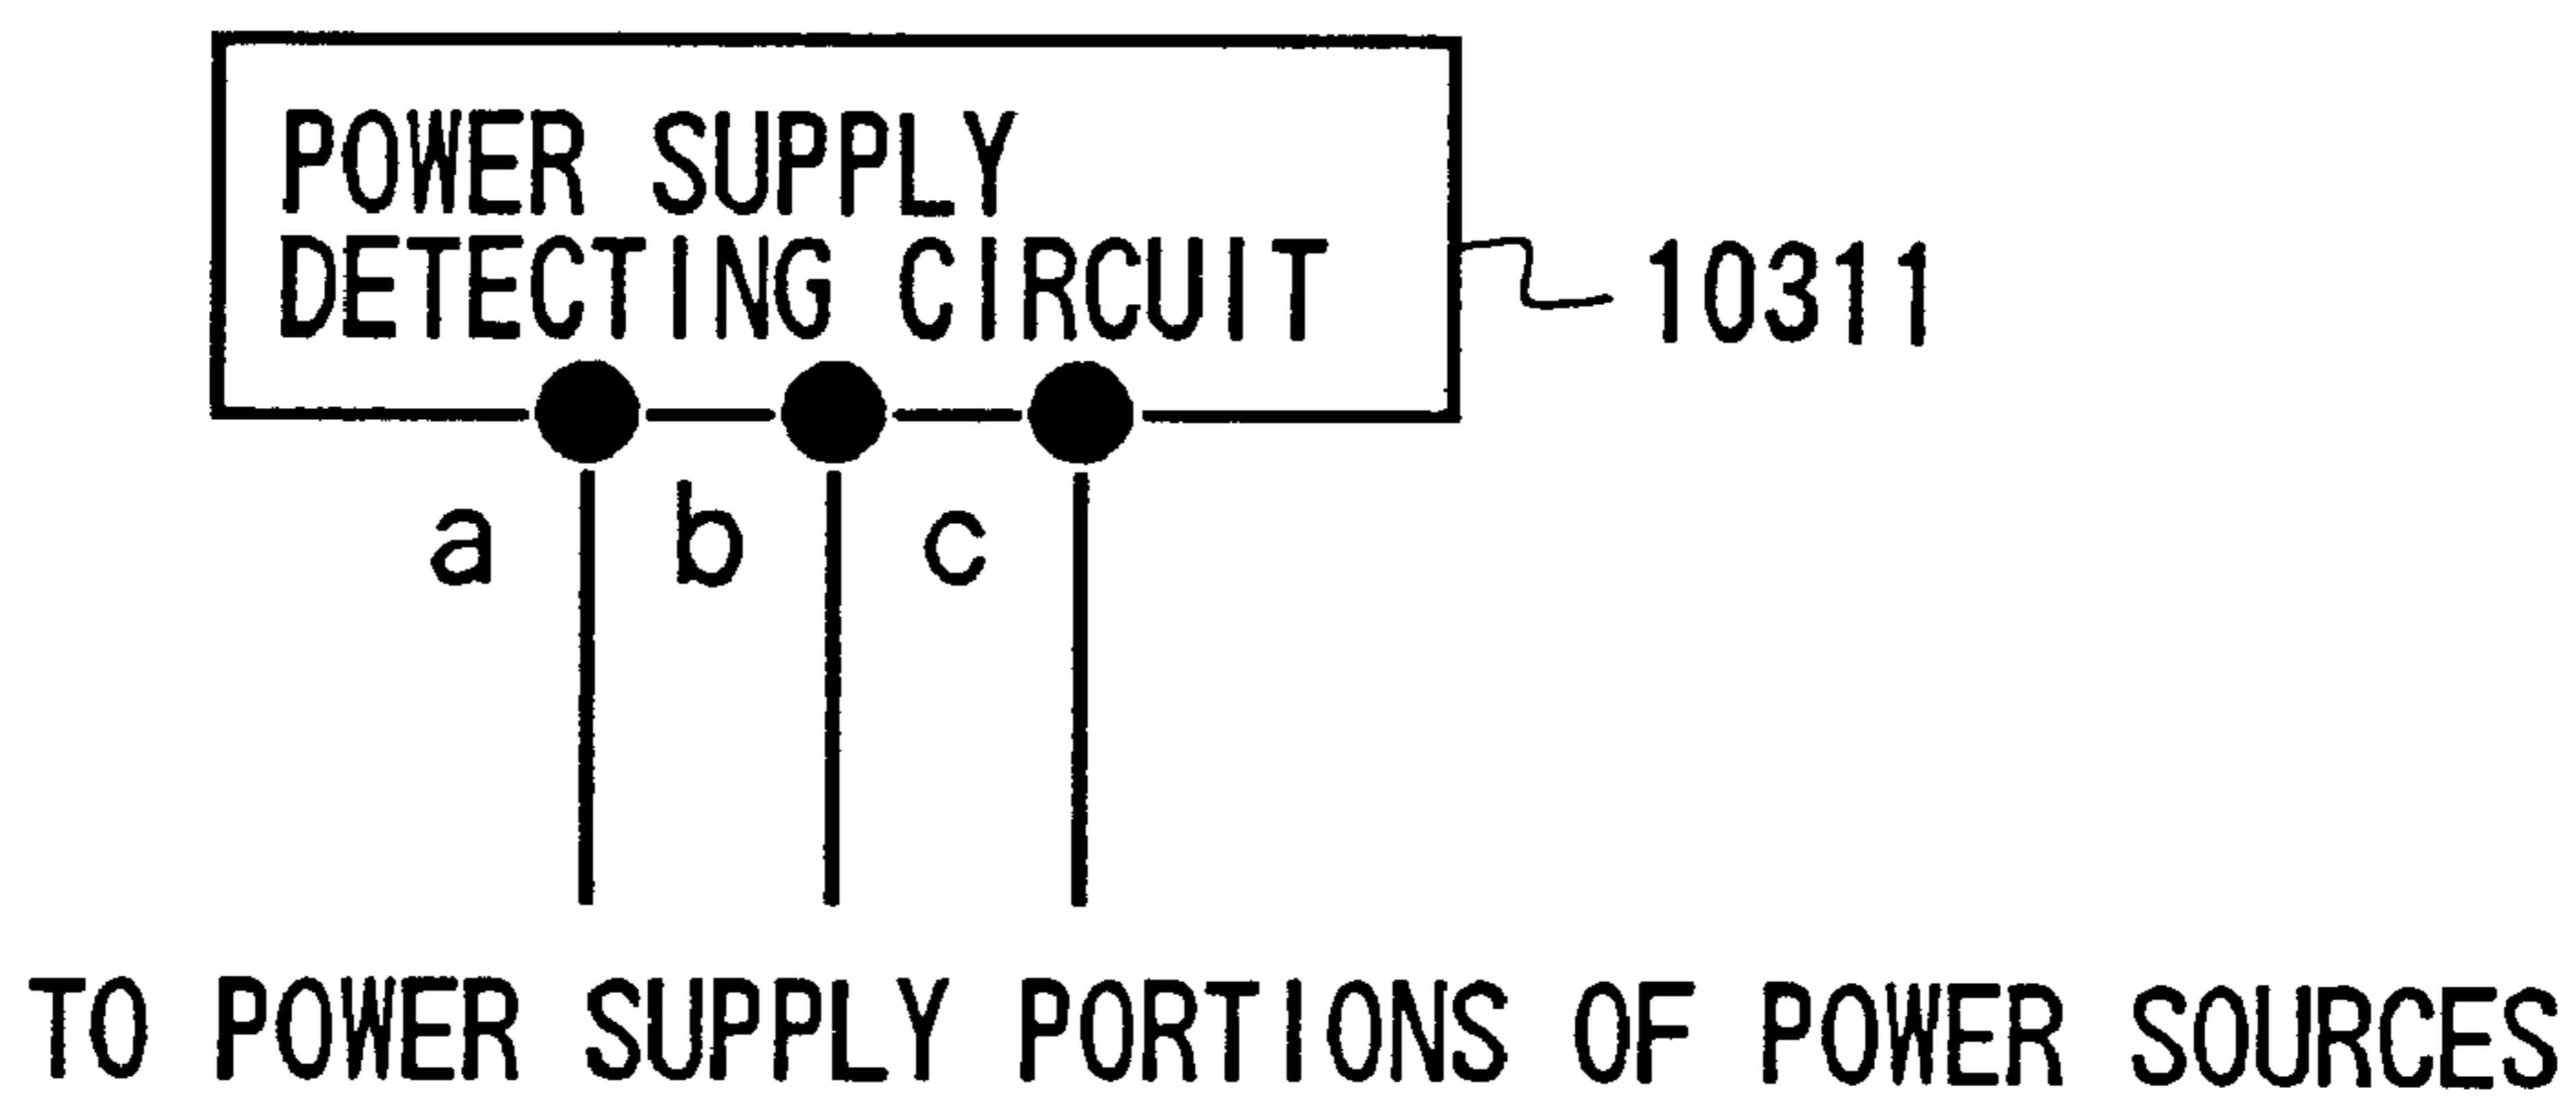 POWER SUPPLY
DETECTING CIRCUIT
10311
a b c
TO POWER SUPPLY PORTIONS OF POWER SOURCES